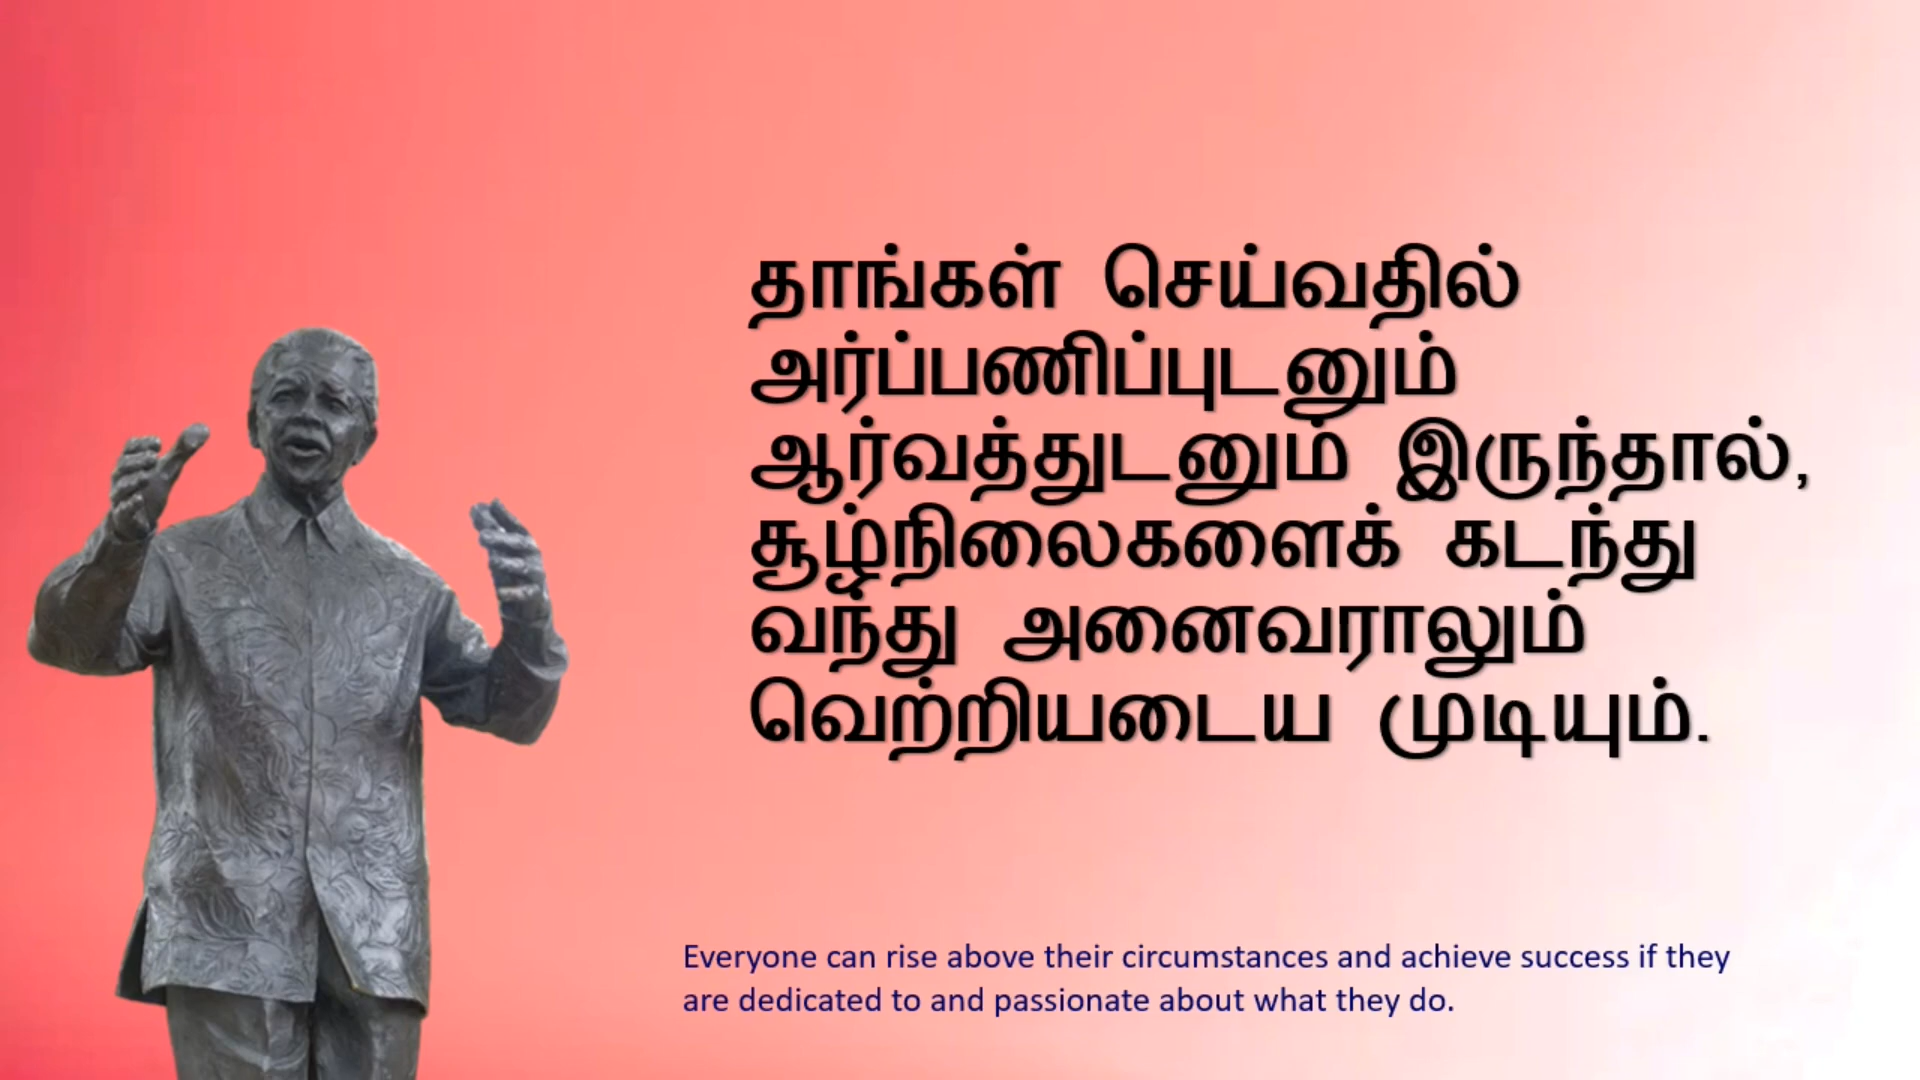 தாங்கள் செய்வதில்
அர்ப்பணிப்புடனும்
ஆர்வத்துடனும் இருந்தால்,
சூழ்நிலைகளைக் கடந்து
வந்து அனைவராலும்
வெற்றியடைய முடியும்.
Everyone can rise above their circumstances and achieve success if they
are dedicated to and passionate about what they do.